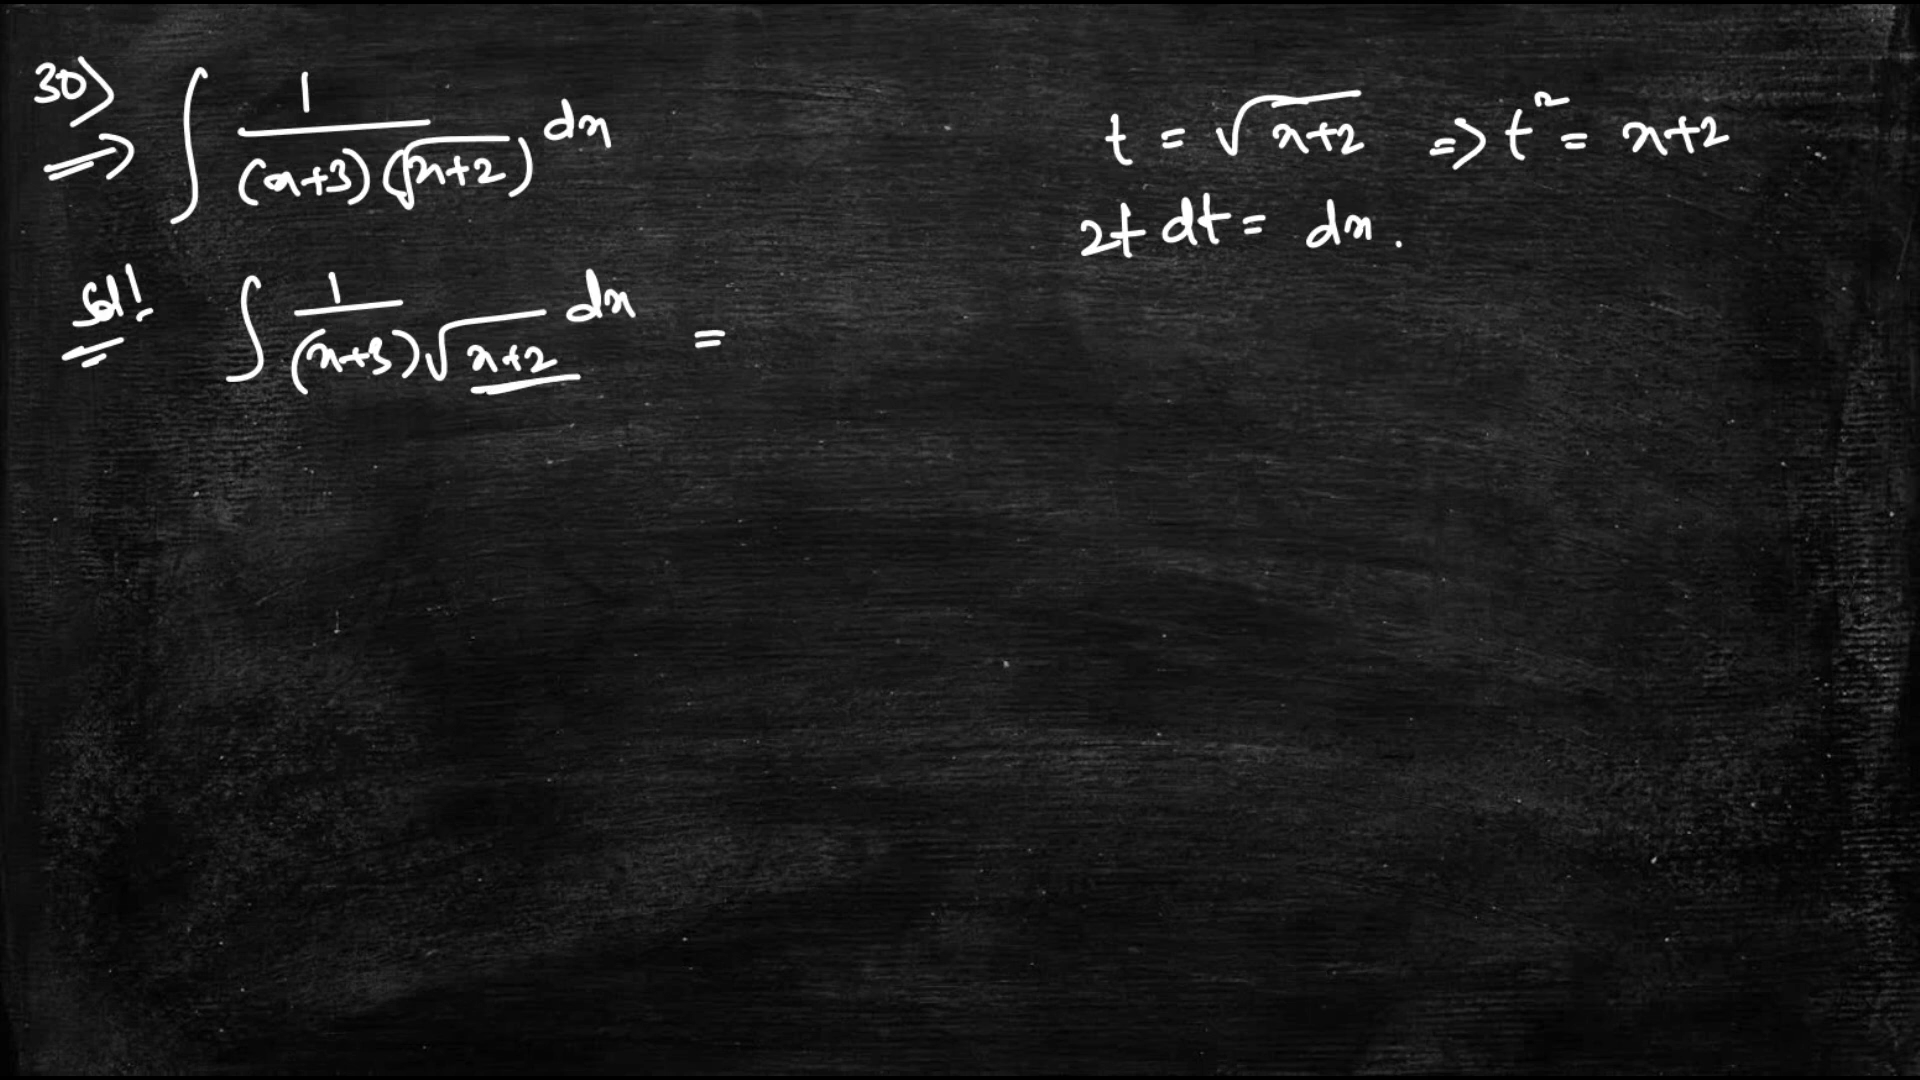 30) ⇒ ∫ 1/((x+3)(√x+2)) dx
t = √x+2 ⇒ t² = x+2
2t dt = dx.
Sol: ∫ 1/((x+3)√x+2) dx =